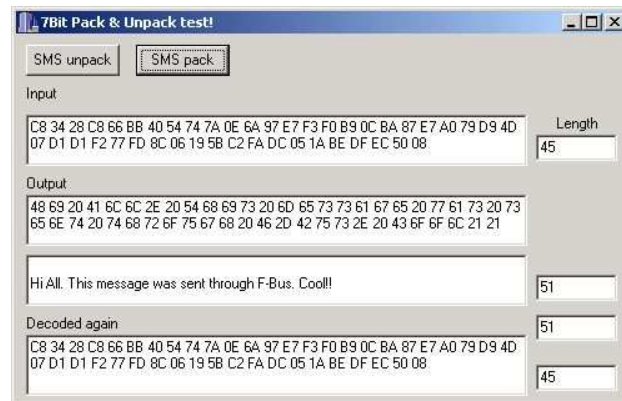 7Bit Pack & Unpack test!
SMS unpack SMS pack
Input
C8 34 28 C8 66 BB 40 54 74 7A 0E 6A 97 E7 F3 F0 B9 0C BA 87 E7 A0 79 D9 4D
07 D1 D1 F2 77 FD 8C 06 19 5B C2 FA DC 05 1A BE DF EC 50 08
Length
45
Output
48 69 20 41 6C 6C 2E 20 54 68 69 73 20 6D 65 73 73 61 67 65 20 77 61 73 20 73
65 6E 74 20 74 68 72 6F 75 67 68 20 46 2D 42 75 73 2E 20 43 6F 6F 6C 21 21
Hi All. This message was sent through F-Bus. Cool!!
51
Decoded again
51
C8 34 28 C8 66 BB 40 54 74 7A 0E 6A 97 E7 F3 F0 B9 0C BA 87 E7 A0 79 D9 4D
07 D1 D1 F2 77 FD 8C 06 19 5B C2 FA DC 05 1A BE DF EC 50 08
45